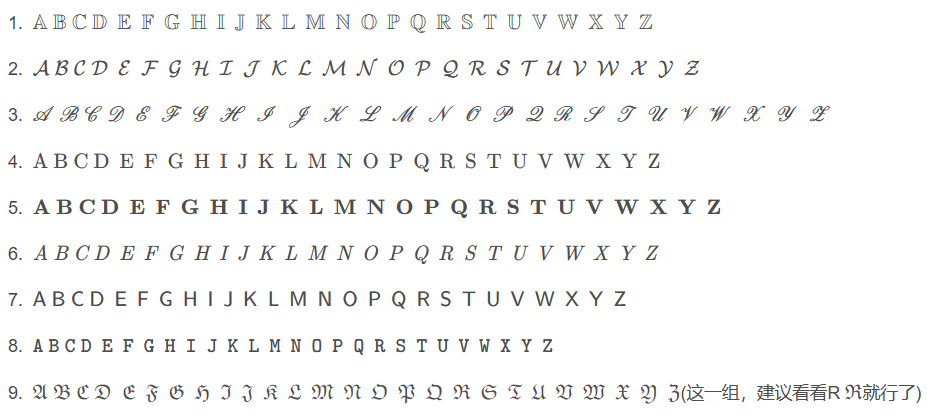 1. 𝔸 𝔹 ℂ 𝔻 𝔼 𝔽 𝔾 ℍ 𝕀 𝕁 𝕂 𝕃 𝕄 ℕ 𝕆 ℙ ℚ ℝ 𝕊 𝕋 𝕌 𝕍 𝕎 𝕏 𝕐 ℤ
2. 𝓐 𝓑 𝓒 𝓓 𝓔 𝓕 𝓖 𝓗 𝓘 𝓙 𝓚 𝓛 𝓜 𝓝 𝓞 𝓟 𝓠 𝓡 𝓢 𝓣 𝓤 𝓥 𝓦 𝓧 𝓨 𝓩
3. 𝒜 ℬ 𝒞 𝒟 ℰ ℱ 𝒢 ℋ ℐ 𝒥 𝒦 ℒ ℳ 𝒩 𝒪 𝒫 𝒬 ℛ 𝒮 𝒯 𝒰 𝒱 𝒲 𝒳 𝒴 𝒵
4. A B C D E F G H I J K L M N O P Q R S T U V W X Y Z
5. 𝐀 𝐁 𝐂 𝐃 𝐄 𝐅 𝐆 𝐇 𝐈 𝐉 𝐊 𝐋 𝐌 𝐍 𝐎 𝐏 𝐐 𝐑 𝐒 𝐓 𝐔 𝐕 𝐖 𝐗 𝐘 𝐙
6. 𝐴 𝐵 𝐶 𝐷 𝐸 𝐹 𝐺 𝐻 𝐼 𝐽 𝐾 𝐿 𝑀 𝑁 𝑂 𝑃 𝑄 𝑅 𝑆 𝑇 𝑈 𝑉 𝑊 𝑋 𝑌 𝑍
7. 𝖠 𝖡 𝖢 𝖣 𝖤 𝖥 𝖦 𝖧 𝖨 𝖩 𝖪 𝖫 𝖬 𝖭 𝖮 𝖯 𝖰 𝖱 𝖲 𝖳 𝖴 𝖵 𝖶 𝖷 𝖸 𝖹
8. 𝙰 𝙱 𝙲 𝙳 𝙴 𝙵 𝙶 𝙷 𝙸 𝙹 𝙺 𝙻 𝙼 𝙽 𝙾 𝙿 𝚀 𝚁 𝚂 𝚃 𝚄 𝚅 𝚆 𝚇 𝚈 𝚉
9. 𝔄 𝔅 ℭ 𝔇 𝔈 𝔉 𝔊 ℌ ℑ 𝔍 𝔎 𝔏 𝔐 𝔑 𝔒 𝔓 𝔔 ℜ 𝔖 𝔗 𝔘 𝔙 𝔚 𝔛 𝔜 ℨ(这一组，建议看看R ℜ就行了)